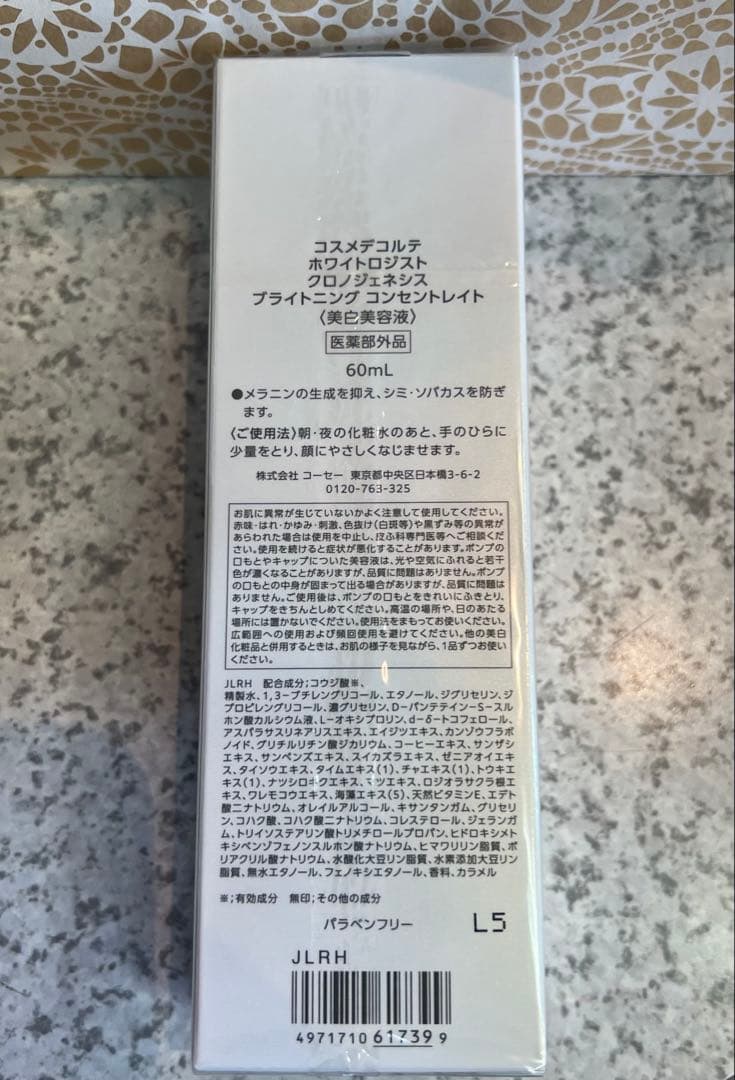 コスメデコルテ
ホワイトロジスト
クロノジェネシス
ブライトニング コンセントレイト
〈美白美容液〉
医薬部外品
60mL
●メラニンの生成を抑え、シミ・ソバカスを防ぎ
ます。
〈ご使用法〉朝・夜の化粧水のあと、手のひらに
少量をとり、顔にやさしくなじませます。
株式会社 コーセー 東京都中央区日本橋3-6-2
0120-763-325
お肌に異常が生じていないかよく注意して使用してください。
赤味・はれ・かゆみ・刺激、色抜け(白斑等)や黒ずみ等の異常が
あらわれた場合は使用を中止し、皮ふ科専門医等へご相談くだ
さい。使用を続けると症状が悪化することがあります。ポンプの
口もとやキャップについた美容液は、光や空気にふれると若干
色が濃くなることがありますが、品質に問題はありません。ポンプ
の口もとの中身が固まって出る場合がありますが、品質に問題は
ありません。ご使用後は、ポンプの口もとをきれいにふきとり、
キャップをきちんとしめてください。高温の場所や、日のあたる
場所には置かないでください。使用法をまもってお使いください。
広範囲への使用および頻回使用を避けてください。他の美白
化粧品と併用するときは、お肌の様子を見ながら、1品ずつお使い
ください。
JLRH 配合成分;コウジ酸※、
精製水、1,3-ブチレングリコール、エタノール、ジグリセリン、ジ
プロピレングリコール、濃グリセリン、D-パンテテイン-S-スル
ホン酸カルシウム液、L-オキシプロリン、d-δ-トコフェロール、
アスパラサスリネアリスエキス、エイジツエキス、カンゾウフラボ
ノイド、グリチルリチン酸ジカリウム、コーヒーエキス、サンザシ
エキス、サンペンズエキス、スイカズラエキス、ゼニアオイエキ
ス、タイソウエキス、タイムエキス(1)、チャエキス(1)、トウキエ
キス(1)、ナツシロギクエキス、マツエキス、ロジオラサクラ根エ
キス、ワレモコウエキス、海藻エキス(5)、天然ビタミンE、エデト
酸二ナトリウム、オレイルアルコール、キサンタンガム、グリセリ
ン、コハク酸、コハク酸二ナトリウム、コレステロール、ジェランガ
ム、トリイソステアリン酸トリメチロールプロパン、ヒドロキシメト
キシベンゾフェノンスルホン酸ナトリウム、ヒマワリリン脂質、ポ
リアクリル酸ナトリウム、水酸化大豆リン脂質、水素添加大豆リン
脂質、無水エタノール、フェノキシエタノール、香料、カラメル
※;有効成分 無印;その他の成分
パラベンフリー
L5
JLRH
4971710617399